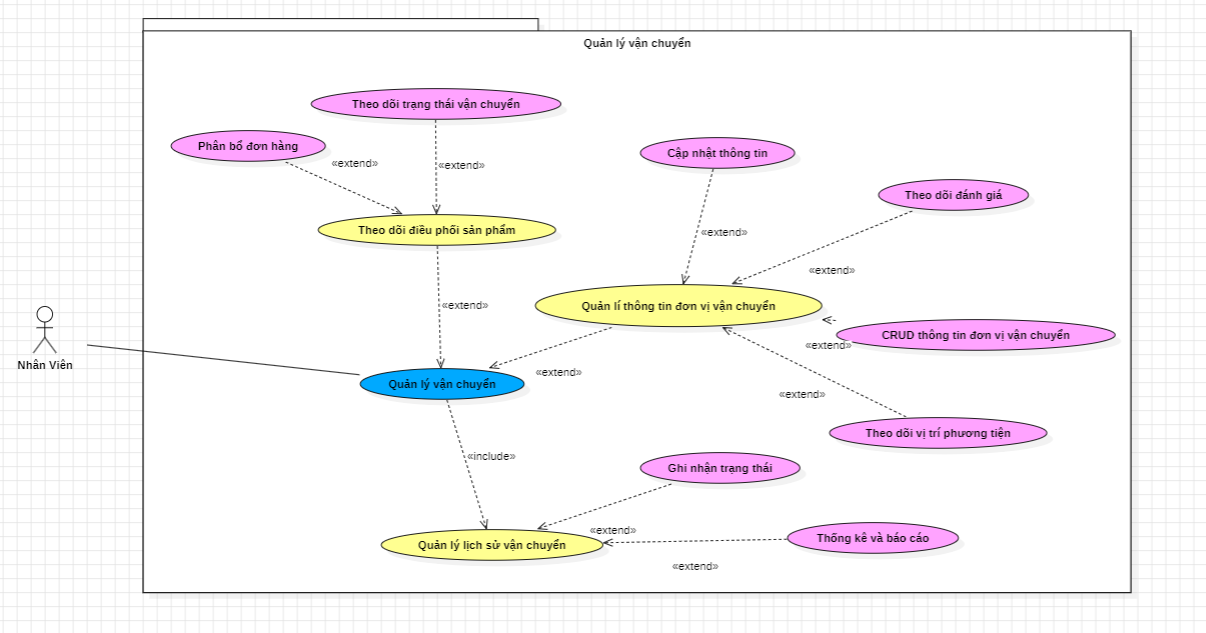 Quản lý vận chuyển
Theo dõi trạng thái vận chuyển
Phân bổ đơn hàng
«extend»
«extend»
Cập nhật thông tin
Theo dõi đánh giá
Theo dõi điều phối sản phẩm
«extend»
«extend»
«extend»
Quản lí thông tin đơn vị vận chuyển
CRUD thông tin đơn vị vận chuyển
«extend»
Nhân Viên
«extend»
Quản lý vận chuyển
«extend»
Theo dõi vị trí phương tiện
«include»
Ghi nhận trạng thái
«extend»
Thống kê và báo cáo
Quản lý lịch sử vận chuyển
«extend»